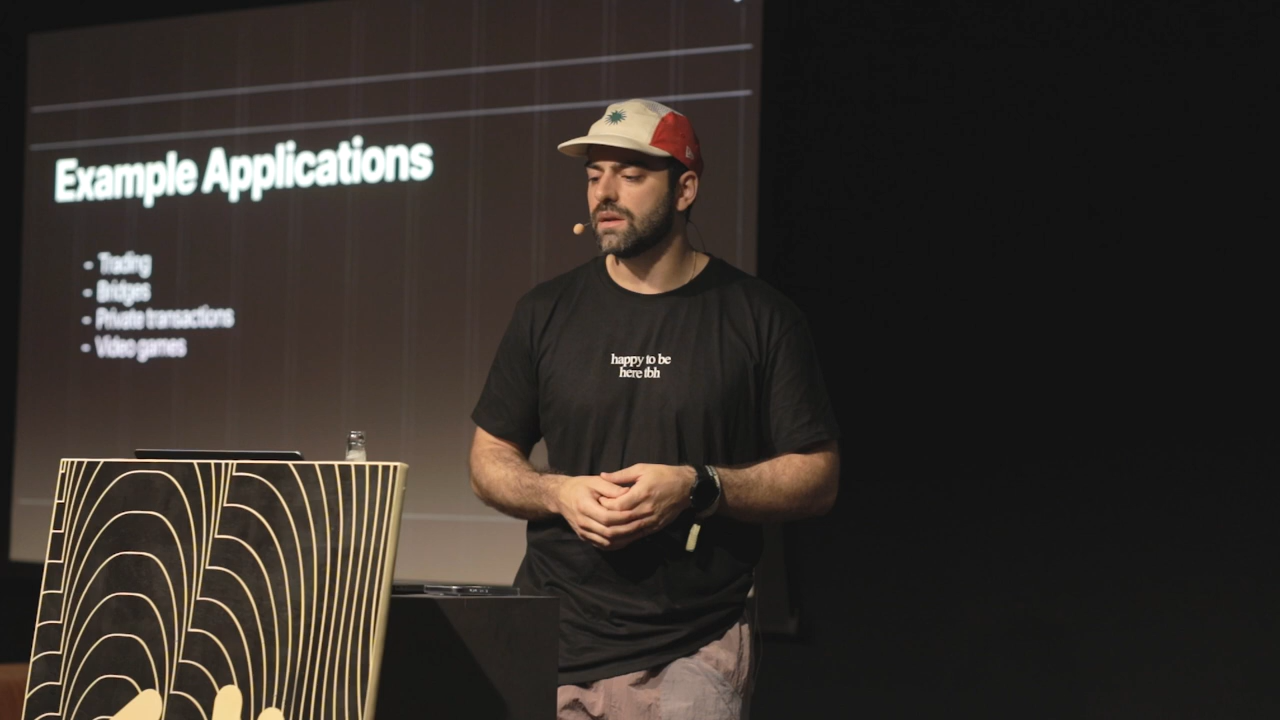 Example Applications
- Trading
- Bridges
- Private transactions
- Video games
happy to be
here tbh